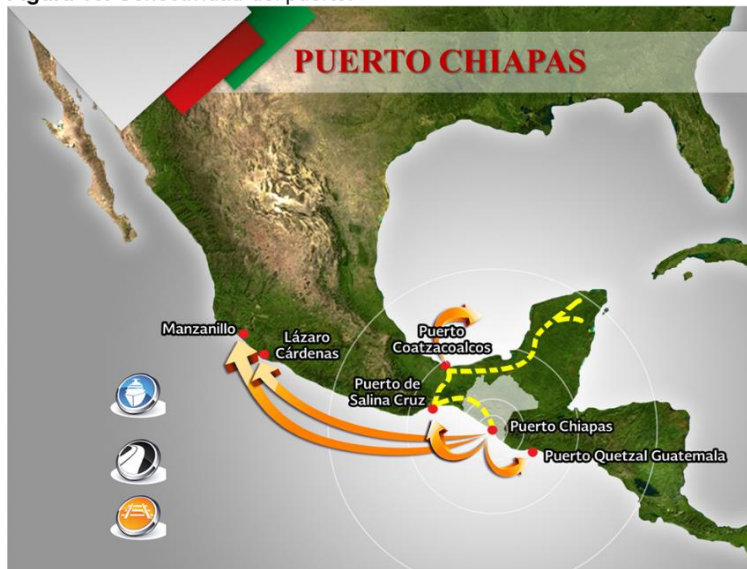 PUERTO CHIAPAS
Manzanillo
Lázaro
Cárdenas
Puerto
Coatzacoalcos
Puerto de
Salina Cruz
Puerto Chiapas
Puerto Quetzal Guatemala